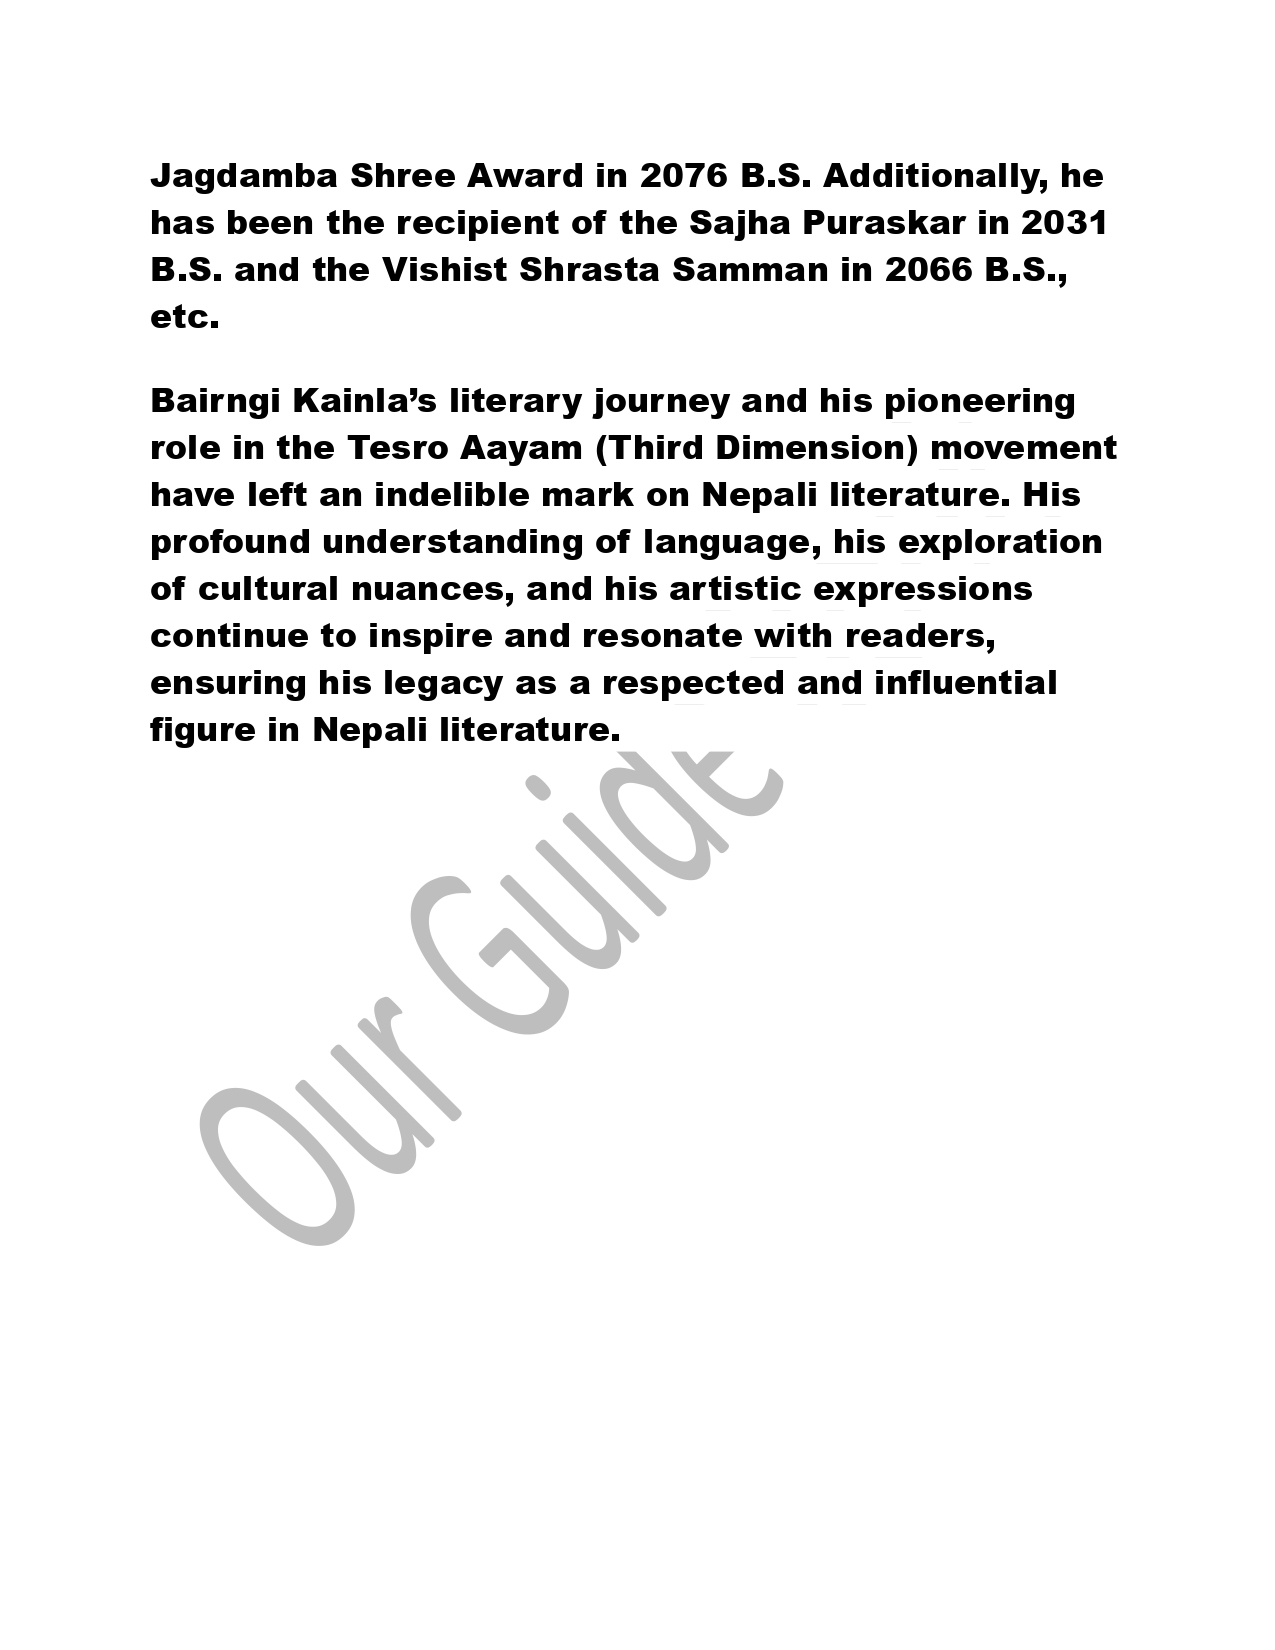 Jagdamba Shree Award in 2076 B.S. Additionally, he
has been the recipient of the Sajha Puraskar in 2031
B.S. and the Vishist Shrasta Samman in 2066 B.S.,
etc.
Bairngi Kainla’s literary journey and his pioneering
role in the Tesro Aayam (Third Dimension) movement
have left an indelible mark on Nepali literature. His
profound understanding of language, his exploration
of cultural nuances, and his artistic expressions
continue to inspire and resonate with readers,
ensuring his legacy as a respected and influential
figure in Nepali literature.
Our Guide